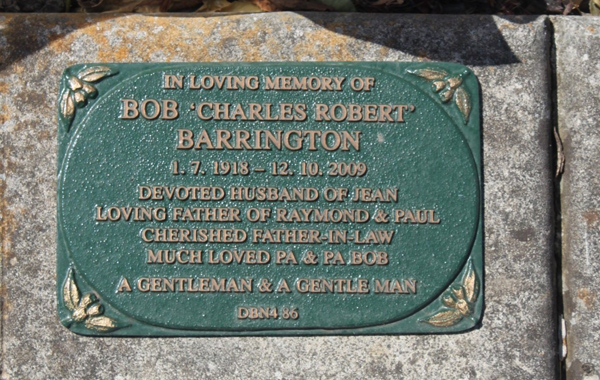 IN LOVING MEMORY OF
BOB 'CHARLES ROBERT'
BARRINGTON
1. 7. 1918 – 12. 10. 2009
DEVOTED HUSBAND OF JEAN
LOVING FATHER OF RAYMOND & PAUL
CHERISHED FATHER-IN-LAW
MUCH LOVED PA & PA BOB
A GENTLEMAN & A GENTLE MAN
DBN4.86